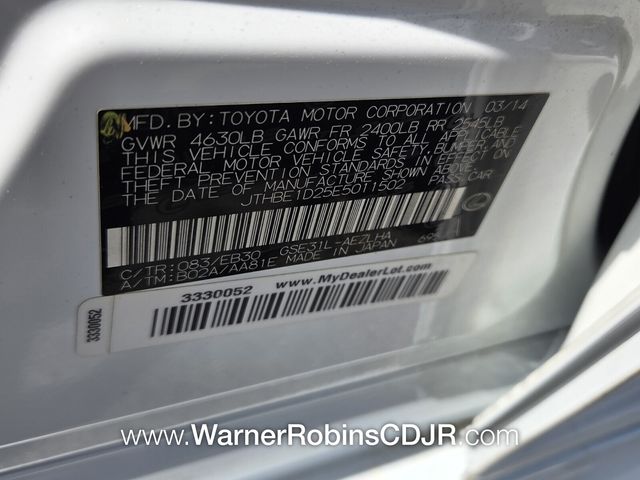 MFD. BY: TOYOTA MOTOR CORPORATION 03/14
GVWR 4630LB GAWR FR 2400LB RR 2545LB
THIS VEHICLE CONFORMS TO ALL APPLICABLE
FEDERAL MOTOR VEHICLE SAFETY, BUMPER, AND
THEFT PREVENTION STANDARDS IN EFFECT ON
THE DATE OF MANUFACTURE SHOWN ABOVE.
JTHBE1D25E5011502 PASS.CAR
C/TR: 083/EB30 GSE31L-AEZLHA
A/TM: B02A/AA81E MADE IN JAPAN
3330052 www.MyDealerLot.com
3330052
www.WarnerRobinsCDJR.com